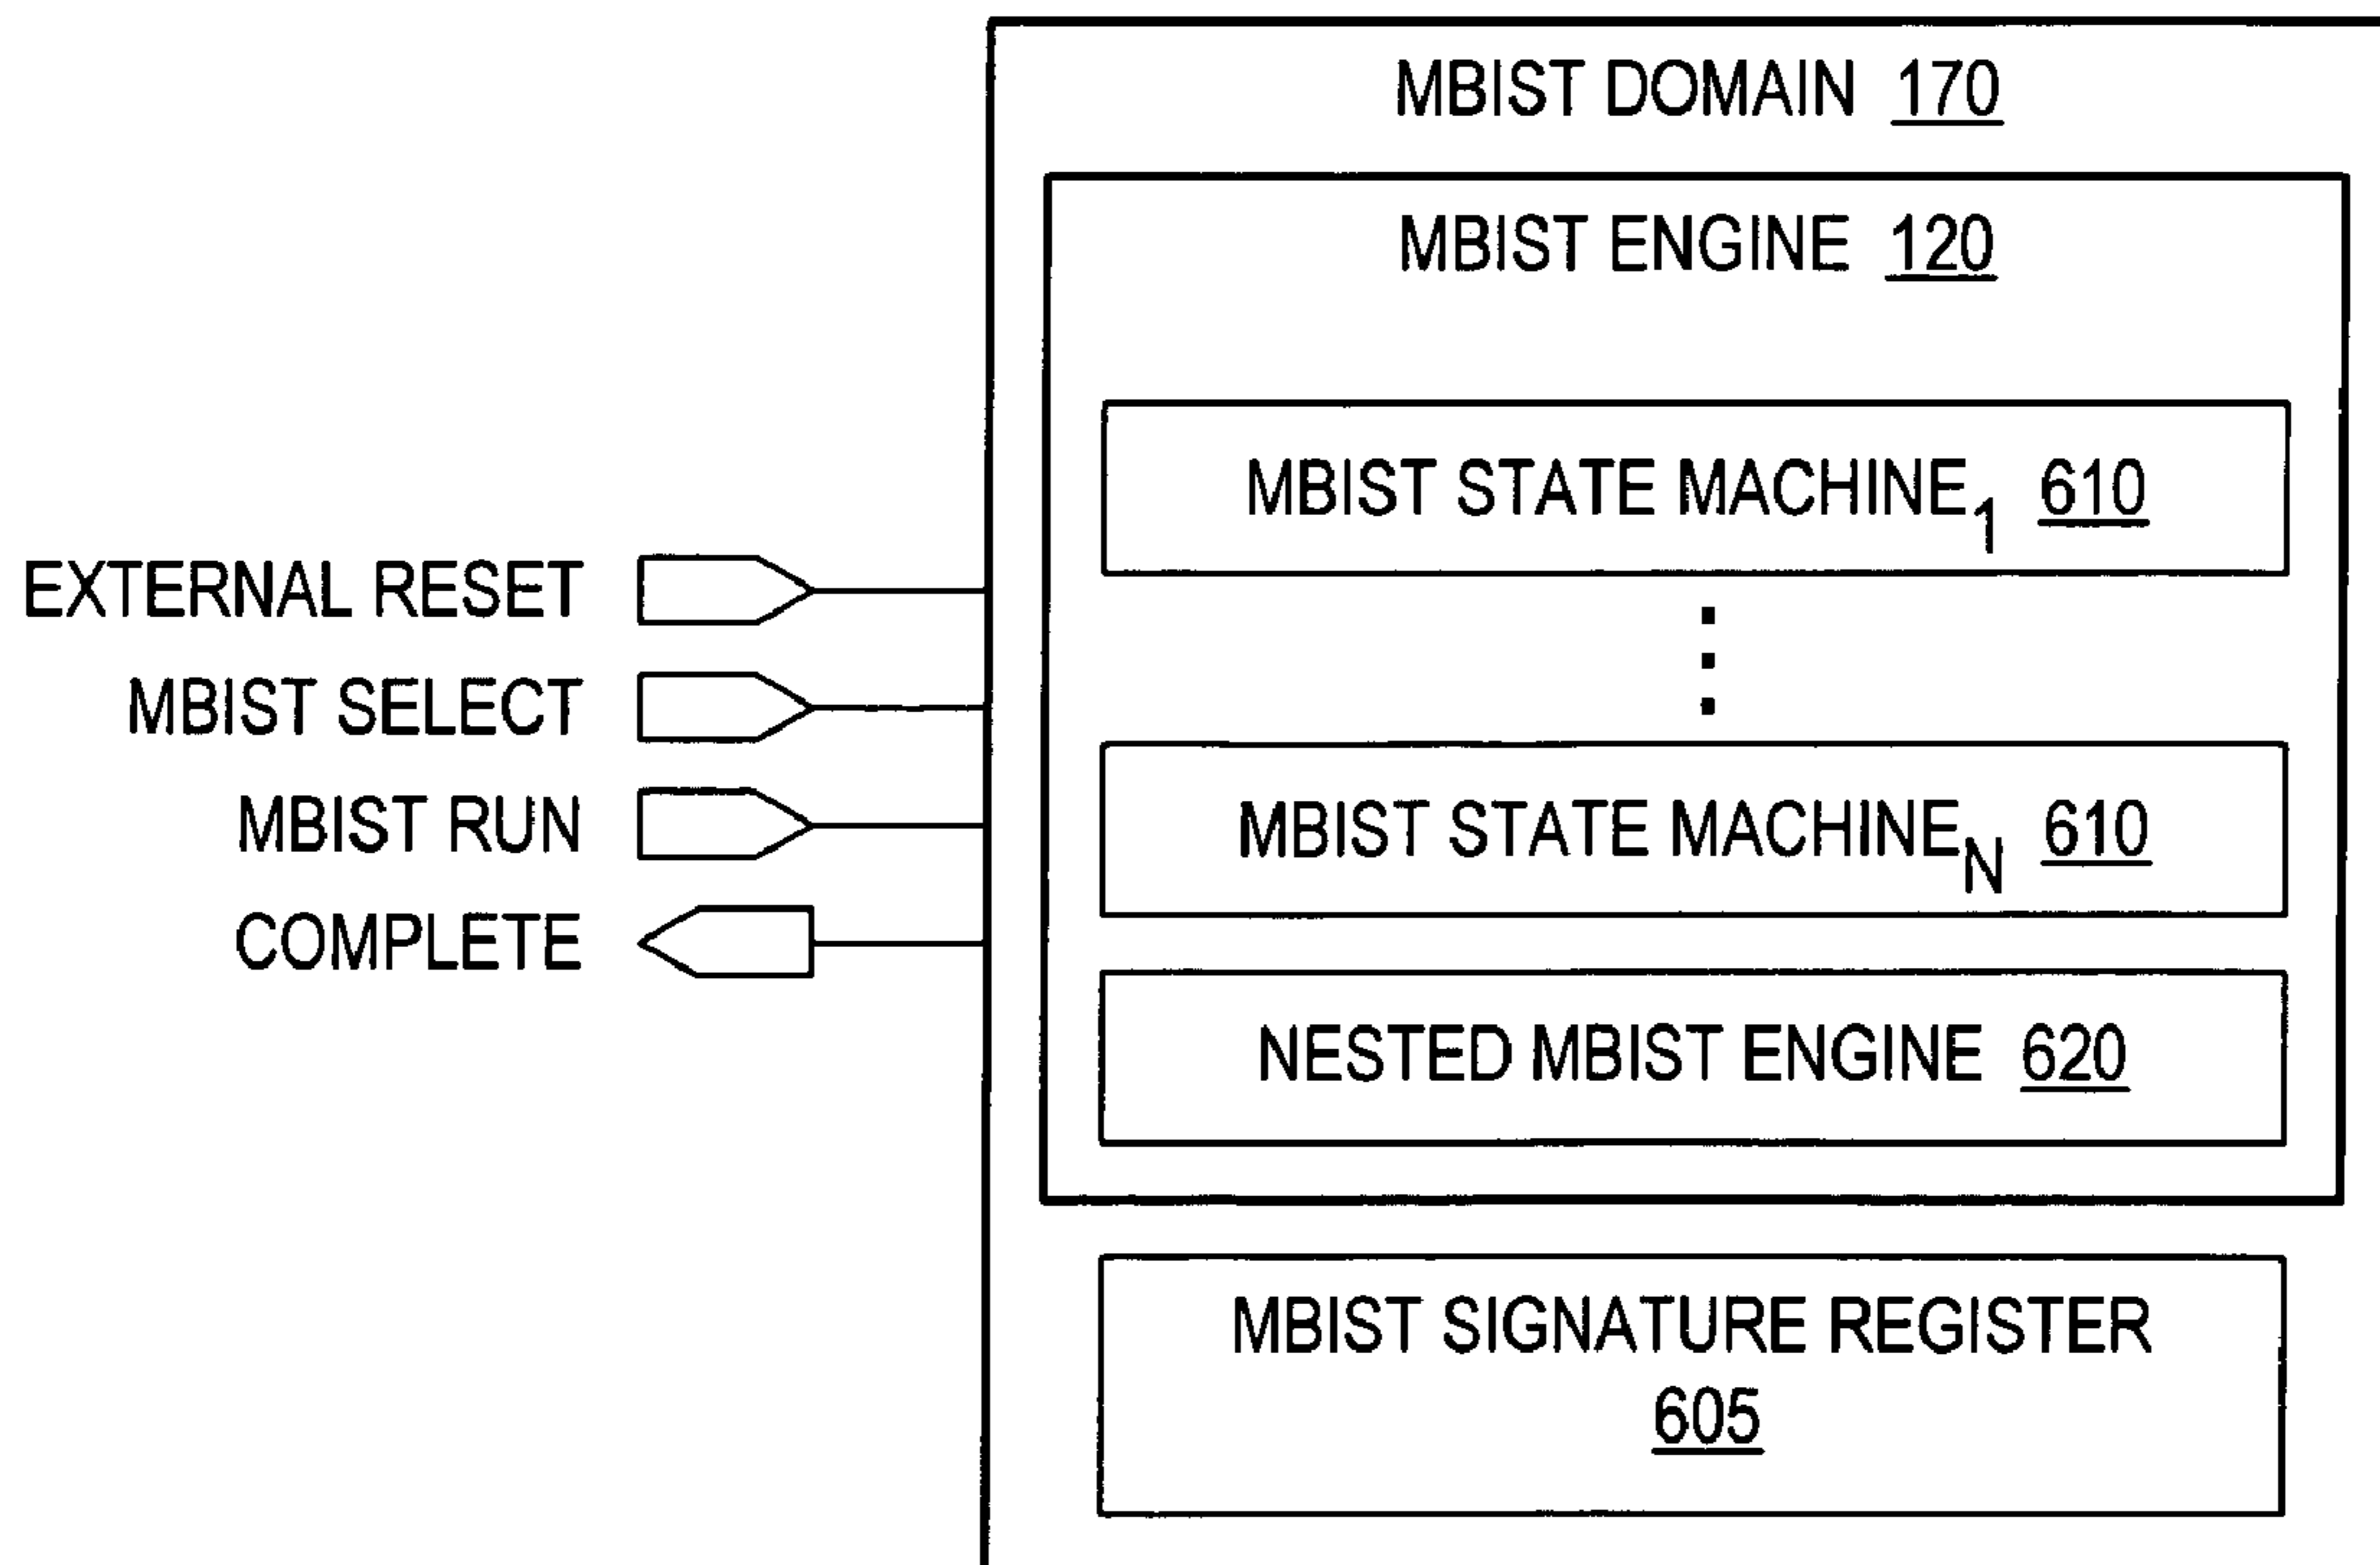 MBIST DOMAIN 170
MBIST ENGINE 120
MBIST STATE MACHINE1 610
MBIST STATE MACHINEN 610
NESTED MBIST ENGINE 620
MBIST SIGNATURE REGISTER
605
EXTERNAL RESET
MBIST SELECT
MBIST RUN
COMPLETE